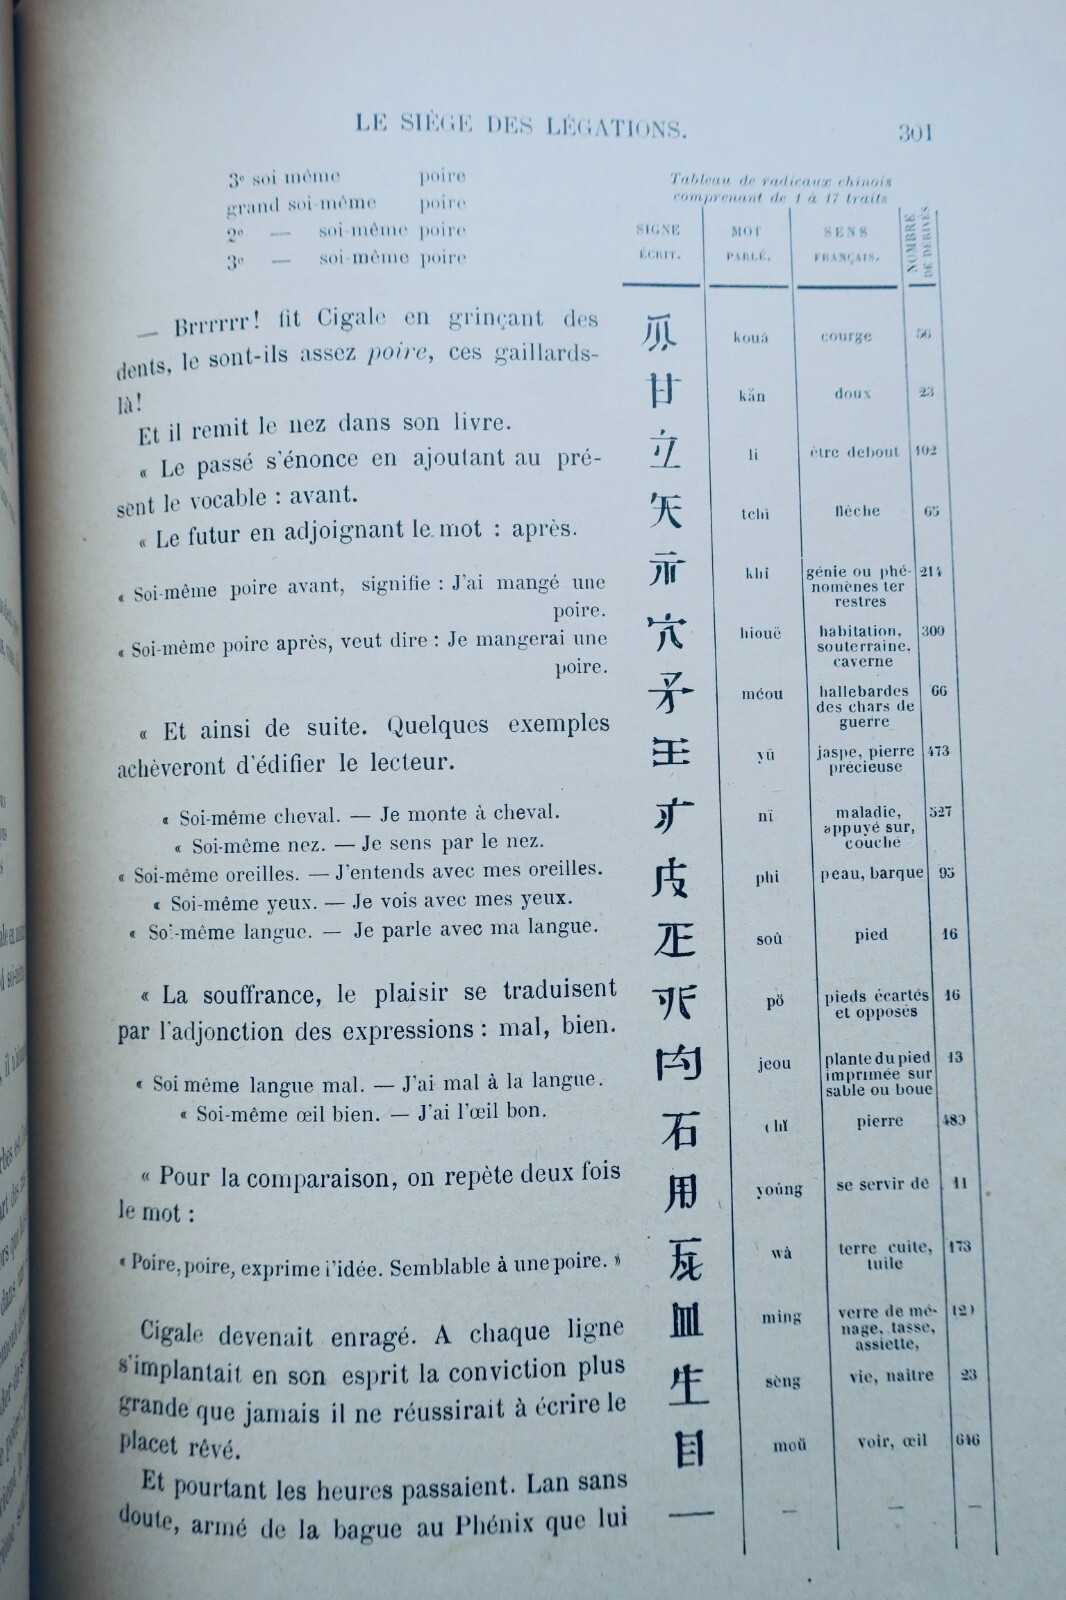 LE SIÈGE DES LÉGATIONS.
301
3e soi même poire
grand soi-même poire
2e — soi-même poire
3e — soi-même poire
— Brrrrrr! fit Cigale en grinçant des
dents, le sont-ils assez poire, ces gaillards-
là!
Et il remit le nez dans son livre.
« Le passé s'énonce en ajoutant au pré-
sent le vocable : avant.
« Le futur en adjoignant le mot : après.
« Soi-même poire avant, signifie : J'ai mangé une
poire.
« Soi-même poire après, veut dire : Je mangerai une
poire.
« Et ainsi de suite. Quelques exemples
achèveront d'édifier le lecteur.
« Soi-même cheval. — Je monte à cheval.
« Soi-même nez. — Je sens par le nez.
« Soi-même oreilles. — J'entends avec mes oreilles.
« Soi-même yeux. — Je vois avec mes yeux.
« Soi-même langue. — Je parle avec ma langue.
« La souffrance, le plaisir se traduisent
par l'adjonction des expressions : mal, bien.
« Soi même langue mal. — J'ai mal à la langue.
« Soi-même œil bien. — J'ai l'œil bon.
« Pour la comparaison, on repète deux fois
le mot :
« Poire, poire, exprime l'idée. Semblable à une poire. »
Cigale devenait enragé. A chaque ligne
s'implantait en son esprit la conviction plus
grande que jamais il ne réussirait à écrire le
placet rêvé.
Et pourtant les heures passaient. Lan sans
doute, armé de la bague au Phénix que lui
Tableau de radicaux chinois
comprenant de 1 à 17 traits
SIGNE ÉCRIT. MOT PARLÉ. SENS FRANÇAIS. NOMBRE DE DÉRIVÉS
瓜 kouâ courge 56
甘 kăn doux 23
立 li être debout 102
矢 tchi flèche 65
示 khi génie ou phé-
nomènes ter
restres 214
穴 hiouë habitation,
souterraine,
caverne 300
矛 méou hallebardes
des chars de
guerre 66
王 yŭ jaspe, pierre
précieuse 473
疒 nï maladie,
appuyé sur,
couché 527
皮 phi peau, barque 95
疋 soù pied 16
癶 pŏ pieds écartés
et opposés 16
禸 jeou plante du pied
imprimée sur
sable ou boue 13
石 chĭ pierre 489
用 yoúng se servir de 11
瓦 wà terre cuite,
tuile 173
皿 ming verre de mé-
nage, tasse,
assiette,
生 sèng vie, naitre 23
目 moŭ voir, œil 646
— — — —